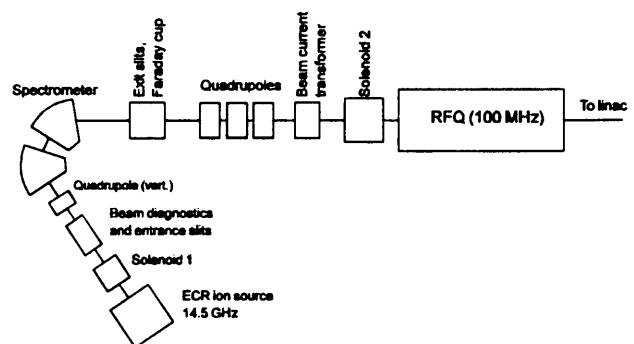 Exit slits,
Faraday cup
Quadrupoles
Beam current
transformer
Solenoid 2
Spectrometer
RFQ (100 MHz)
To linac
Quadrupole (vert.)
Beam diagnostics
and entrance slits
Solenoid 1
ECR ion source
14.5 GHz